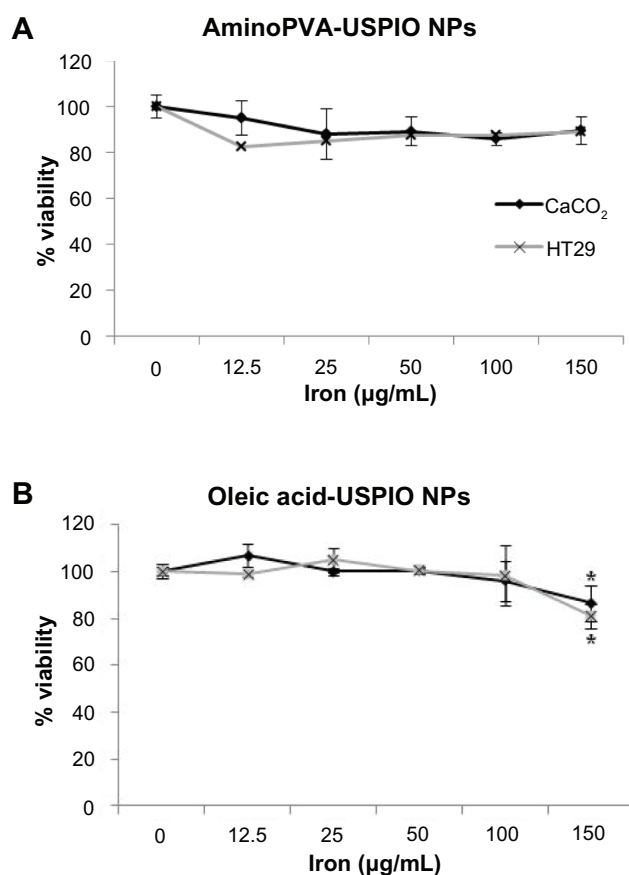 A
AminoPVA-USPIO NPs
120
100
80
60
40
20
0
% viability
CaCO₂
HT29
0 12.5 25 50 100 150
Iron (µg/mL)
B
Oleic acid-USPIO NPs
120
100
80
60
40
20
0
% viability
*
*
0 12.5 25 50 100 150
Iron (µg/mL)